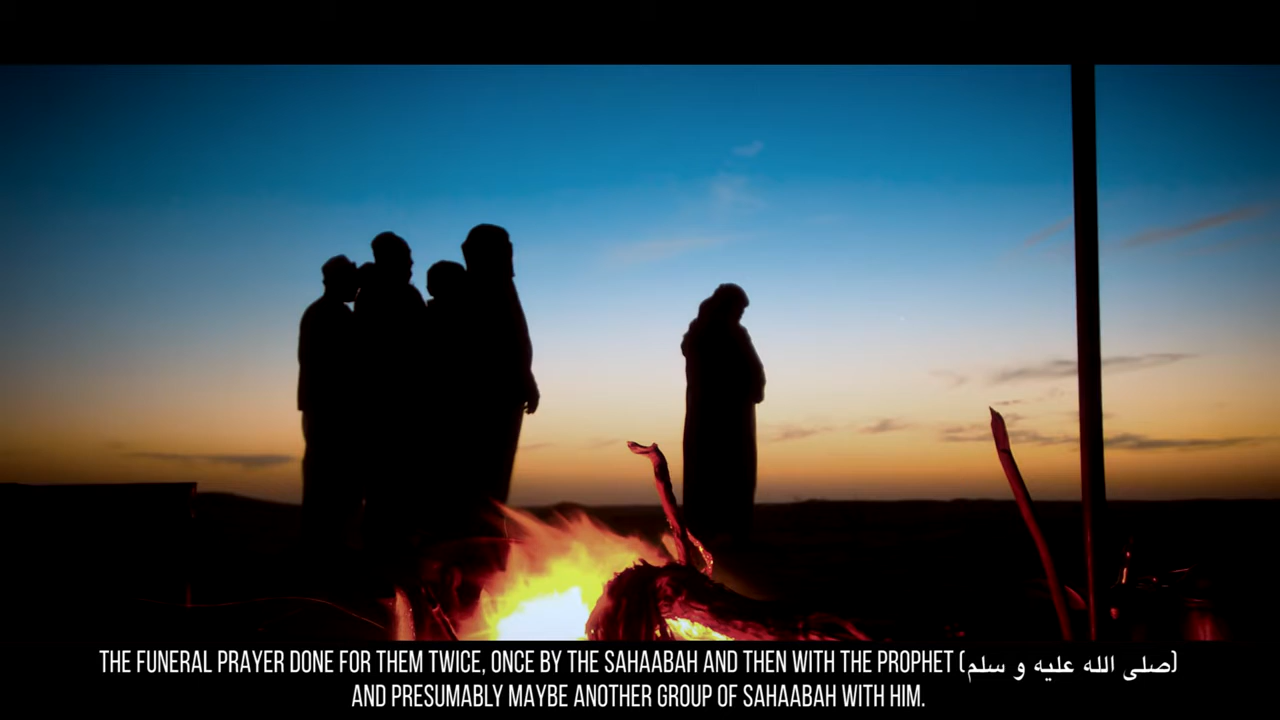 THE FUNERAL PRAYER DONE FOR THEM TWICE, ONCE BY THE SAHAABAH AND THEN WITH THE PROPHET (صلى الله عليه و سلم)
AND PRESUMABLY MAYBE ANOTHER GROUP OF SAHAABAH WITH HIM.